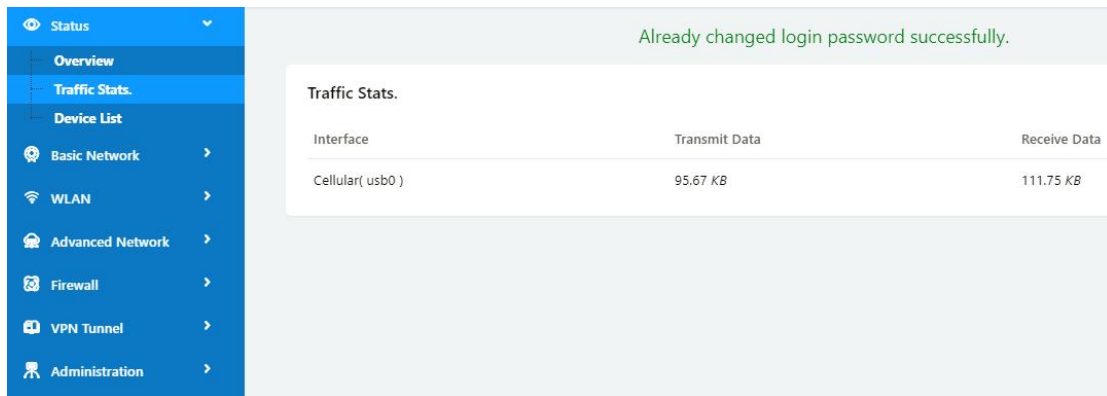 Status
Overview
Traffic Stats.
Device List
Basic Network
WLAN
Advanced Network
Firewall
VPN Tunnel
Administration
Already changed login password successfully.
Traffic Stats.
Interface Transmit Data Receive Data
Cellular( usb0 ) 95.67 KB 111.75 KB